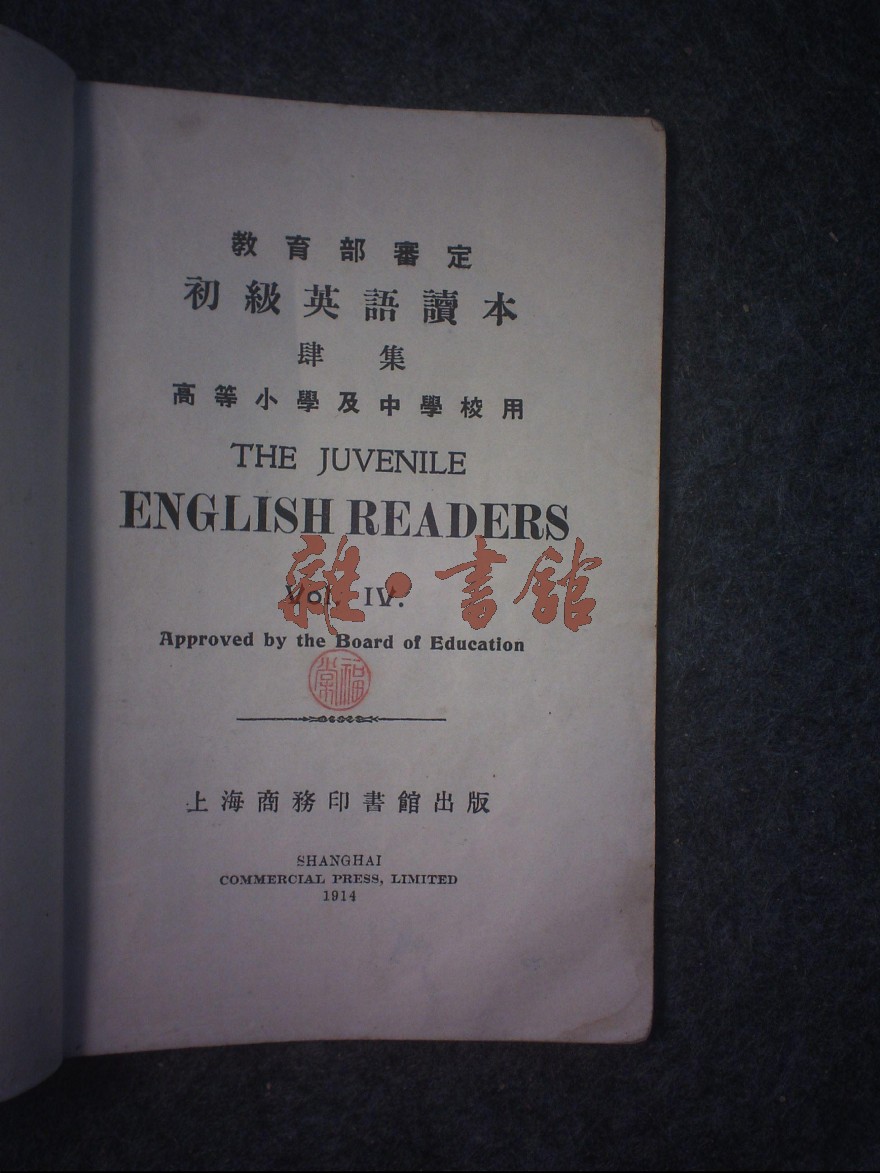 教育部審定
初級英語讀本
肆集
高等小學及中學校用
THE JUVENILE
ENGLISH READERS
Vol. IV.
雜·書館
Approved by the Board of Education
上海商務印書館出版
SHANGHAI
COMMERCIAL PRESS, LIMITED
1914